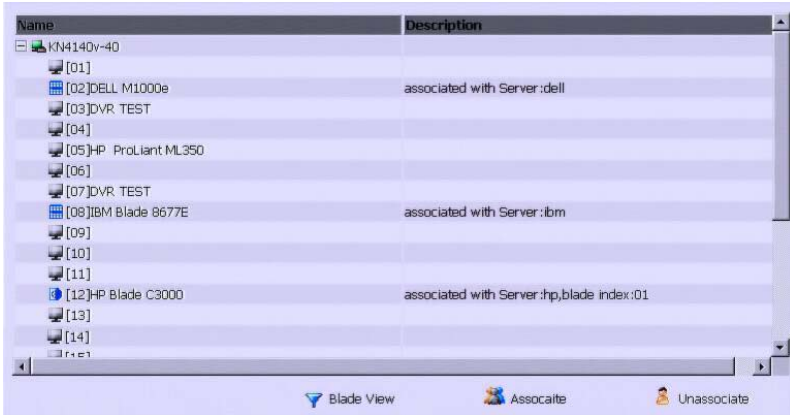 Name Description
KN4140v-40
[01]
[02]DELL M1000e associated with Server:dell
[03]DVR TEST
[04]
[05]HP ProLiant ML350
[06]
[07]DVR TEST
[08]IBM Blade 8677E associated with Server:ibm
[09]
[10]
[11]
[12]HP Blade C3000 associated with Server:hp,blade index:01
[13]
[14]
Blade View Assocaite Unassociate